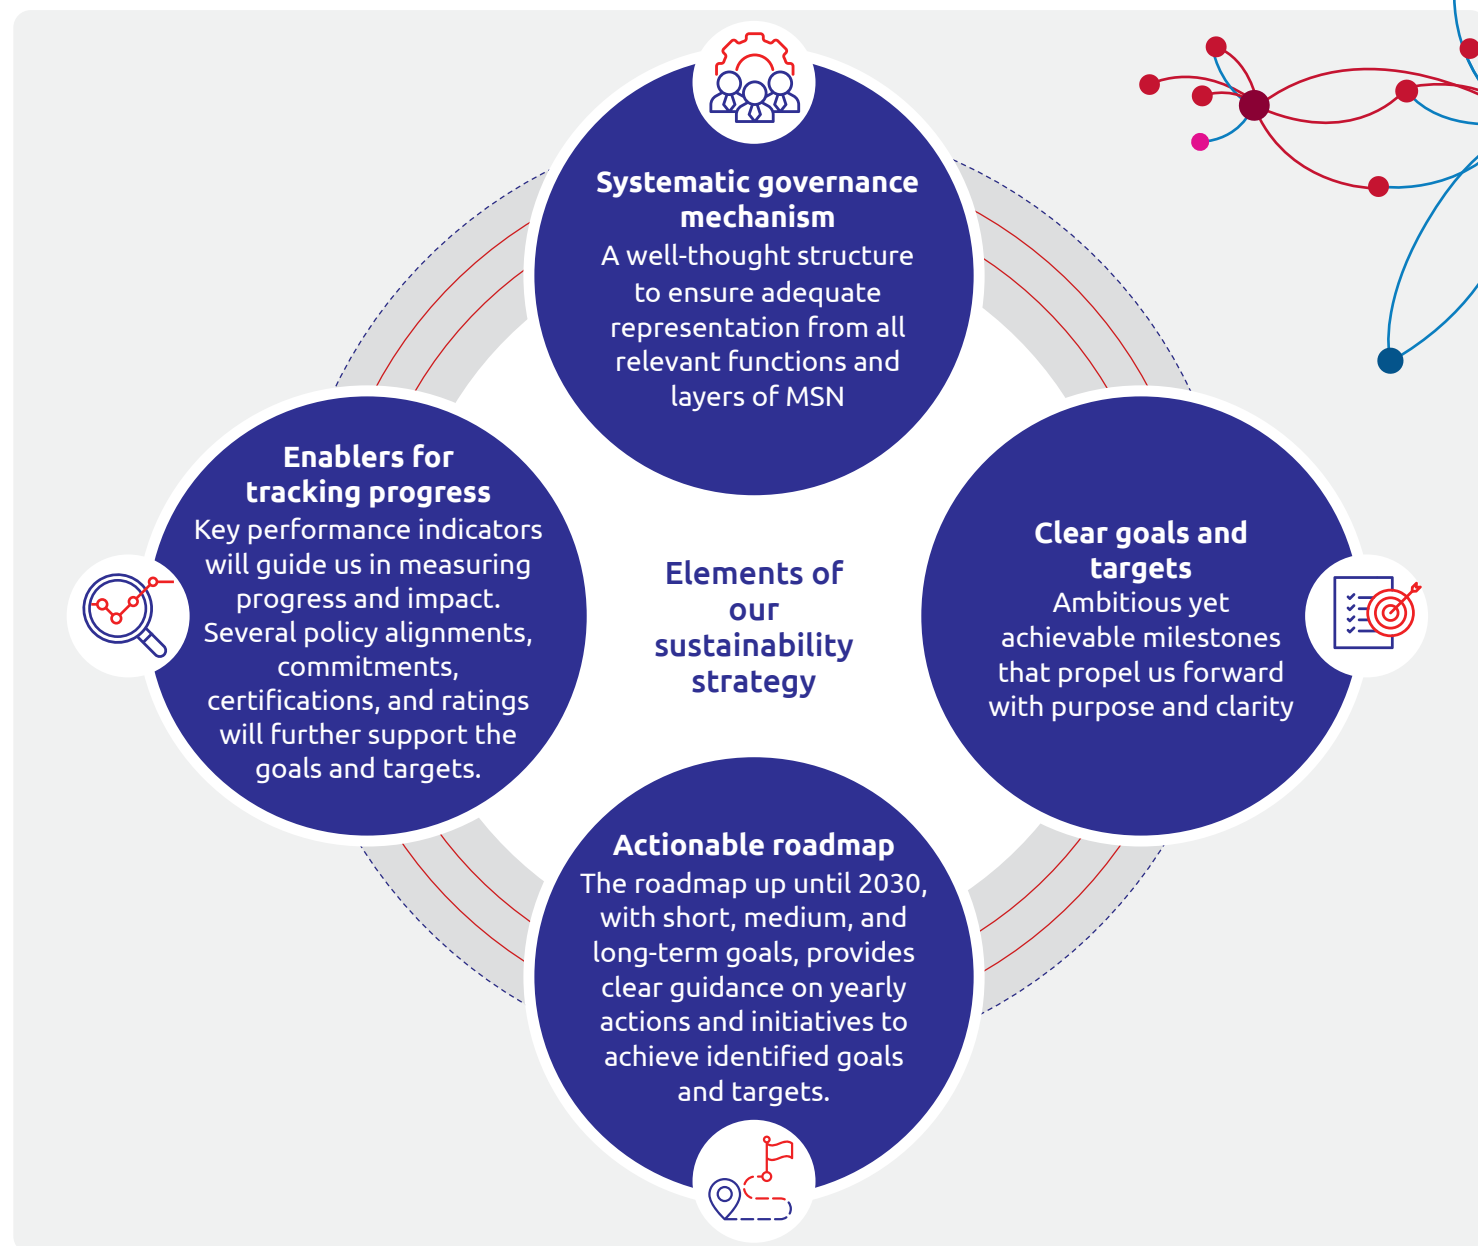 Systematic governance
mechanism
A well-thought structure
to ensure adequate
representation from all
relevant functions and
layers of MSN
Enablers for
tracking progress
Key performance indicators
will guide us in measuring
progress and impact.
Several policy alignments,
commitments,
certifications, and ratings
will further support the
goals and targets.
Elements of
our
sustainability
strategy
Clear goals and
targets
Ambitious yet
achievable milestones
that propel us forward
with purpose and clarity
Actionable roadmap
The roadmap up until 2030,
with short, medium, and
long-term goals, provides
clear guidance on yearly
actions and initiatives to
achieve identified goals
and targets.